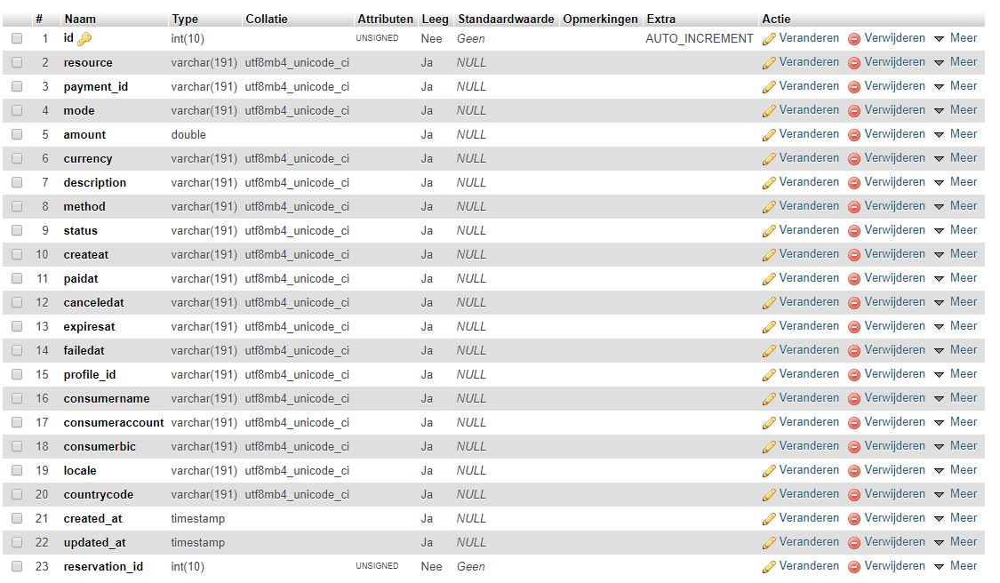 # Naam Type Collatie Attributen Leeg Standaardwaarde Opmerkingen Extra Actie
1 id int(10) UNSIGNED Nee Geen AUTO_INCREMENT Veranderen Verwijderen Meer
2 resource varchar(191) utf8mb4_unicode_ci Ja NULL Veranderen Verwijderen Meer
3 payment_id varchar(191) utf8mb4_unicode_ci Ja NULL Veranderen Verwijderen Meer
4 mode varchar(191) utf8mb4_unicode_ci Ja NULL Veranderen Verwijderen Meer
5 amount double Ja NULL Veranderen Verwijderen Meer
6 currency varchar(191) utf8mb4_unicode_ci Ja NULL Veranderen Verwijderen Meer
7 description varchar(191) utf8mb4_unicode_ci Ja NULL Veranderen Verwijderen Meer
8 method varchar(191) utf8mb4_unicode_ci Ja NULL Veranderen Verwijderen Meer
9 status varchar(191) utf8mb4_unicode_ci Ja NULL Veranderen Verwijderen Meer
10 createat varchar(191) utf8mb4_unicode_ci Ja NULL Veranderen Verwijderen Meer
11 paidat varchar(191) utf8mb4_unicode_ci Ja NULL Veranderen Verwijderen Meer
12 canceledat varchar(191) utf8mb4_unicode_ci Ja NULL Veranderen Verwijderen Meer
13 expiresat varchar(191) utf8mb4_unicode_ci Ja NULL Veranderen Verwijderen Meer
14 failedat varchar(191) utf8mb4_unicode_ci Ja NULL Veranderen Verwijderen Meer
15 profile_id varchar(191) utf8mb4_unicode_ci Ja NULL Veranderen Verwijderen Meer
16 consumername varchar(191) utf8mb4_unicode_ci Ja NULL Veranderen Verwijderen Meer
17 consumeraccount varchar(191) utf8mb4_unicode_ci Ja NULL Veranderen Verwijderen Meer
18 consumerbic varchar(191) utf8mb4_unicode_ci Ja NULL Veranderen Verwijderen Meer
19 locale varchar(191) utf8mb4_unicode_ci Ja NULL Veranderen Verwijderen Meer
20 countrycode varchar(191) utf8mb4_unicode_ci Ja NULL Veranderen Verwijderen Meer
21 created_at timestamp Ja NULL Veranderen Verwijderen Meer
22 updated_at timestamp Ja NULL Veranderen Verwijderen Meer
23 reservation_id int(10) UNSIGNED Nee Geen Veranderen Verwijderen Meer